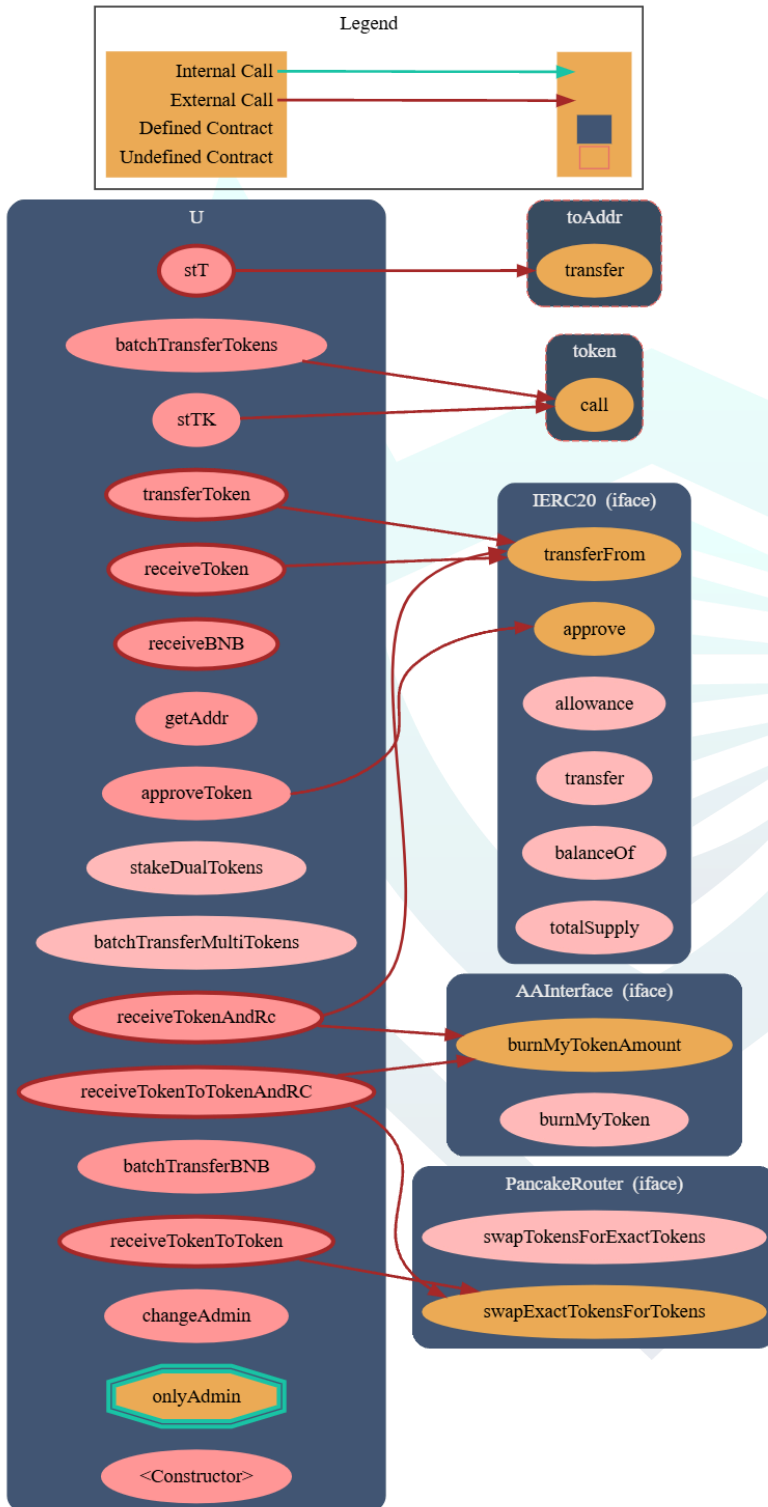 Legend
Internal Call
External Call
Defined Contract
Undefined Contract
U
stT
batchTransferTokens
stTK
transferToken
receiveToken
receiveBNB
getAddr
approveToken
stakeDualTokens
batchTransferMultiTokens
receiveTokenAndRc
receiveTokenToTokenAndRC
batchTransferBNB
receiveTokenToToken
changeAdmin
onlyAdmin
<Constructor>
toAddr
transfer
token
call
IERC20 (iface)
transferFrom
approve
allowance
transfer
balanceOf
totalSupply
AAInterface (iface)
burnMyTokenAmount
burnMyToken
PancakeRouter (iface)
swapTokensForExactTokens
swapExactTokensForTokens